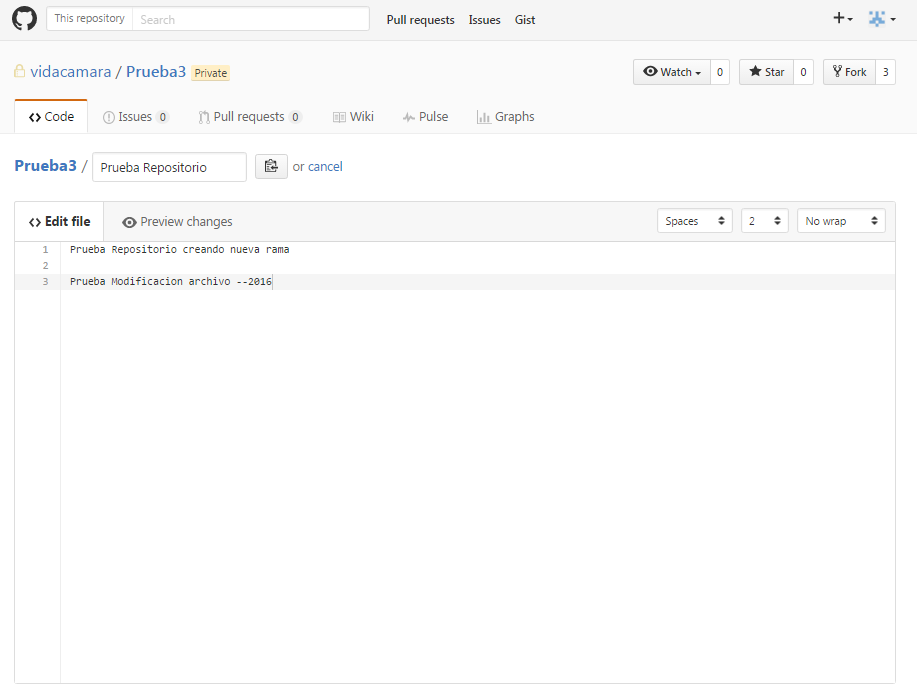 This repository Search Pull requests Issues Gist
vidacamara / Prueba3 Private Watch 0 Star 0 Fork 3
Code Issues 0 Pull requests 0 Wiki Pulse Graphs
Prueba3 / Prueba Repositorio or cancel
Edit file Preview changes Spaces 2 No wrap
1 Prueba Repositorio creando nueva rama
2
3 Prueba Modificacion archivo --2016